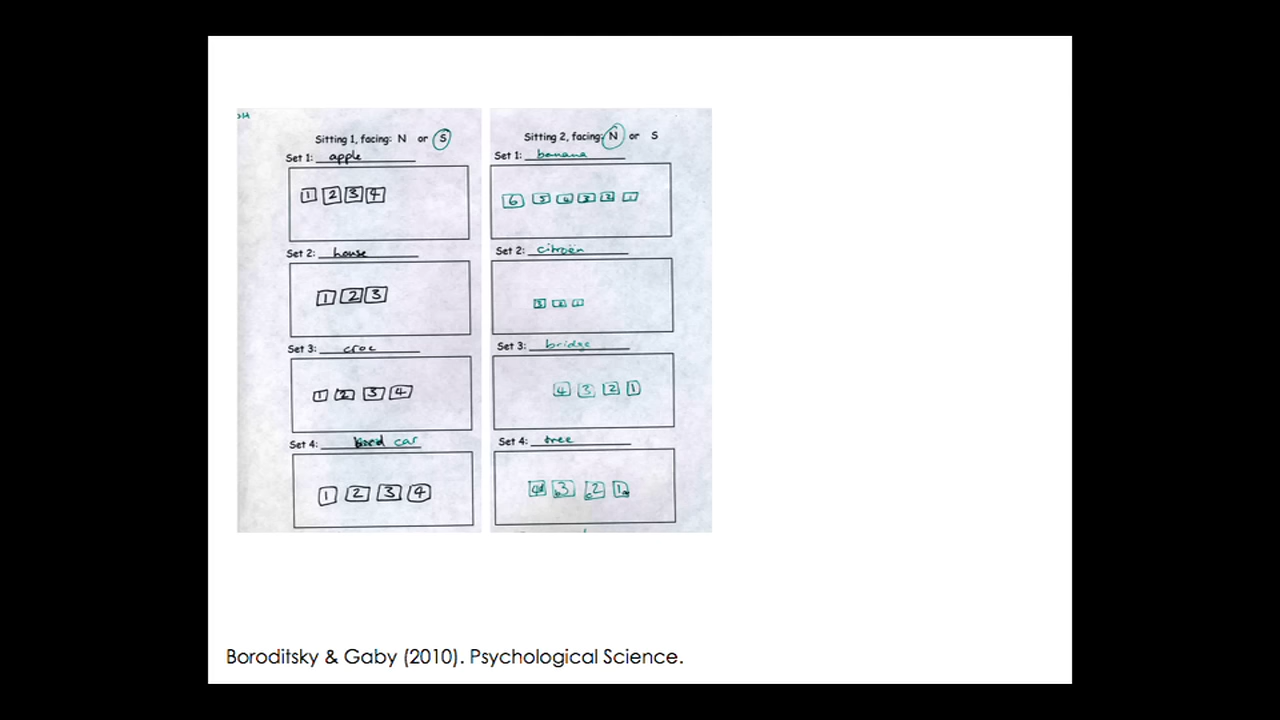 Sitting 1, facing: N or S
Set 1: apple
1 2 3 4
Set 2: house
1 2 3
Set 3: croc
1 2 3 4
Set 4: car
1 2 3 4
Sitting 2, facing: N or S
Set 1: banana
6 5 4 3 2 1
Set 2: citroën
3 2 1
Set 3: bridge
4 3 2 1
Set 4: tree
4 3 2 1
Boroditsky & Gaby (2010). Psychological Science.